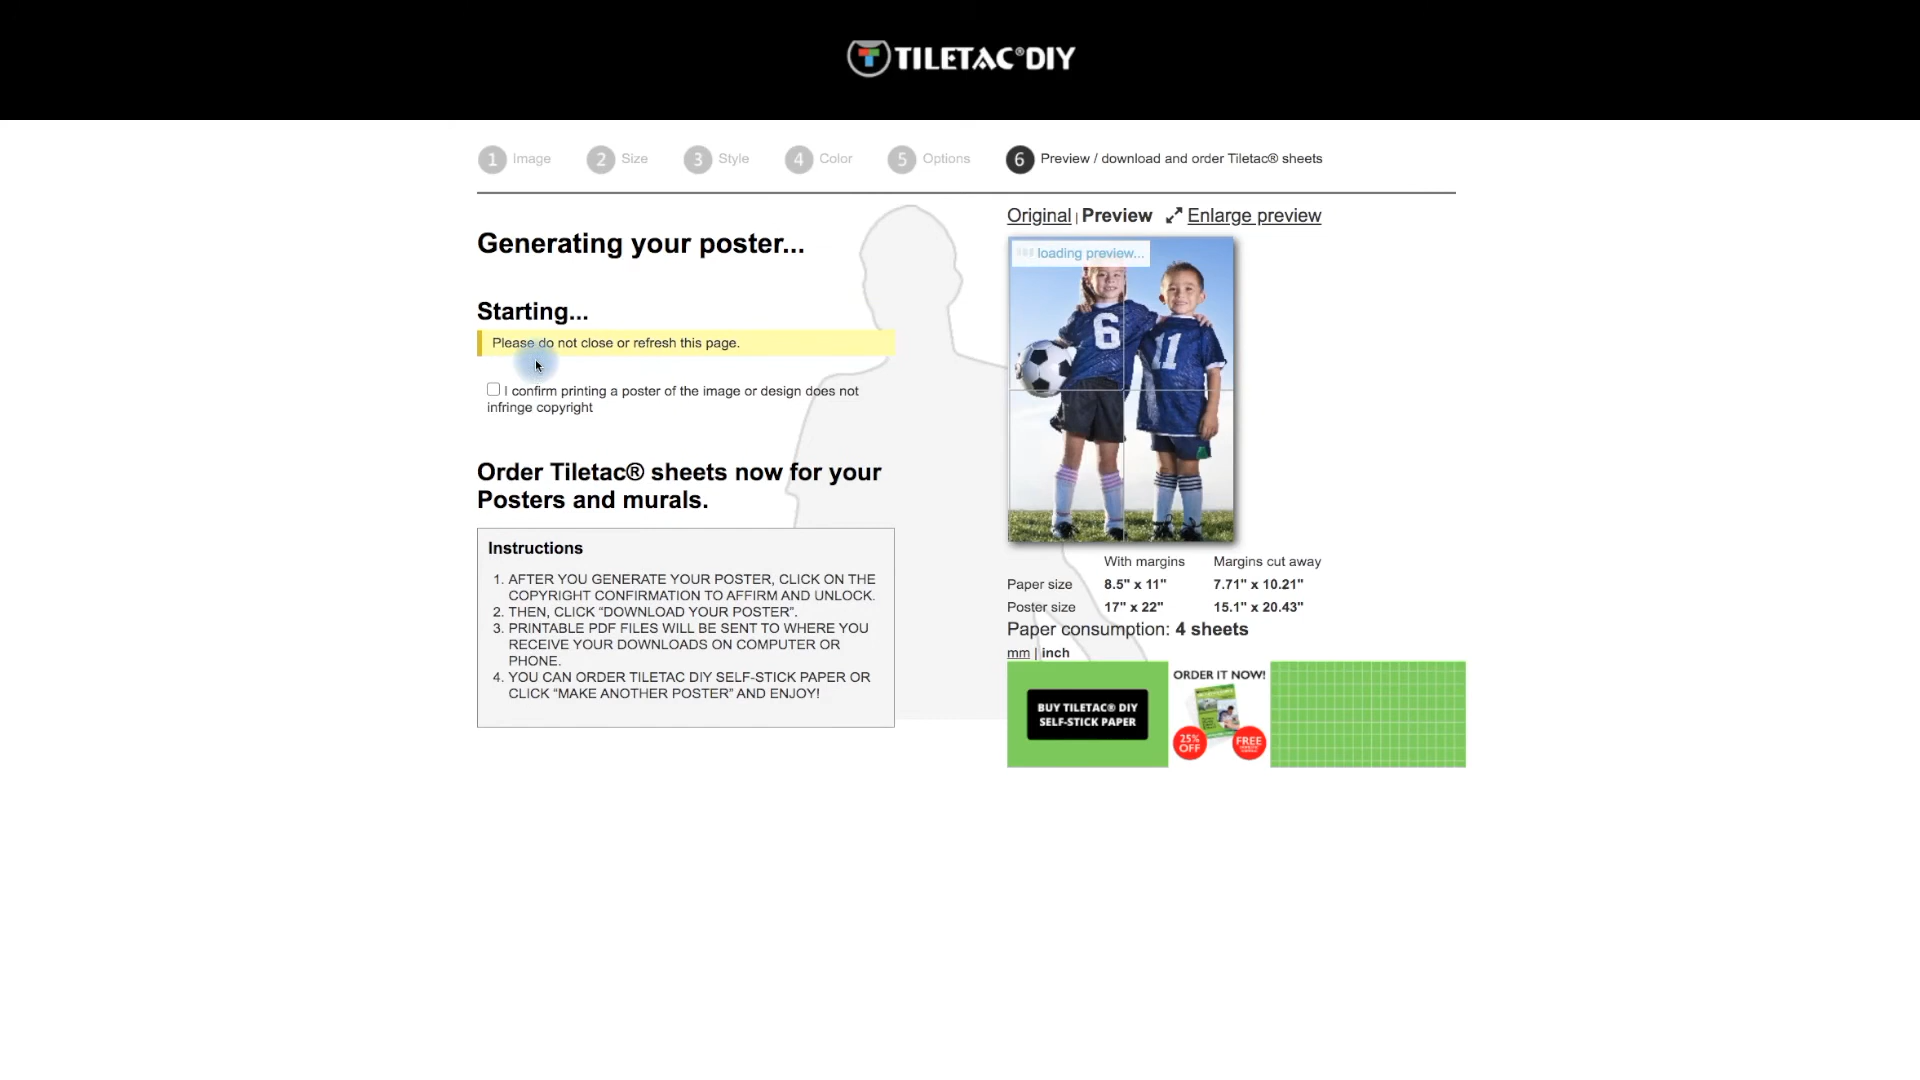 TILETAC®DIY
1 Image 2 Size 3 Style 4 Color 5 Options 6 Preview / download and order Tiletac® sheets
Generating your poster...
Starting...
Please do not close or refresh this page.
I confirm printing a poster of the image or design does not
infringe copyright
Order Tiletac® sheets now for your
Posters and murals.
Instructions
1. AFTER YOU GENERATE YOUR POSTER, CLICK ON THE
COPYRIGHT CONFIRMATION TO AFFIRM AND UNLOCK.
2. THEN, CLICK “DOWNLOAD YOUR POSTER”.
3. PRINTABLE PDF FILES WILL BE SENT TO WHERE YOU
RECEIVE YOUR DOWNLOADS ON COMPUTER OR
PHONE.
4. YOU CAN ORDER TILETAC DIY SELF-STICK PAPER OR
CLICK “MAKE ANOTHER POSTER” AND ENJOY!
Original | Preview Enlarge preview
loading preview...
6
11
With margins Margins cut away
Paper size 8.5" x 11" 7.71" x 10.21"
Poster size 17" x 22" 15.1" x 20.43"
Paper consumption: 4 sheets
mm | inch
BUY TILETAC® DIY
SELF-STICK PAPER
ORDER IT NOW!
25%
OFF
FREE